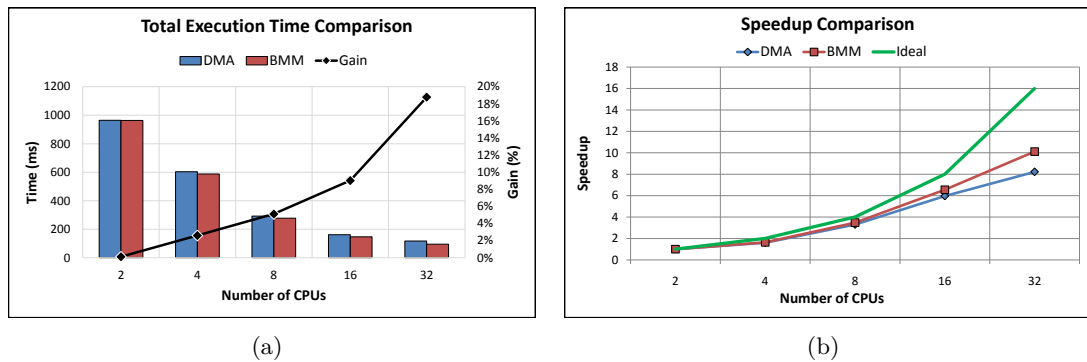 Total Execution Time Comparison
DMA BMM Gain
1200
1000
800
600
400
200
0
Time (ms)
20%
18%
16%
14%
12%
10%
8%
6%
4%
2%
0%
Gain (%)
2 4 8 16 32
Number of CPUs
(a)
Speedup Comparison
DMA BMM Ideal
18
16
14
12
10
8
6
4
2
0
Speedup
2 4 8 16 32
Number of CPUs
(b)